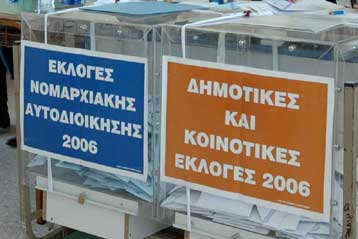 ΕΚΛΟΓΕΣ
ΝΟΜΑΡΧΙΑΚΗΣ
ΑΥΤΟΔΙΟΙΚΗΣΗΣ
2006
ΔΗΜΟΤΙΚΕΣ
ΚΑΙ
ΚΟΙΝΟΤΙΚΕΣ
ΕΚΛΟΓΕΣ 2006